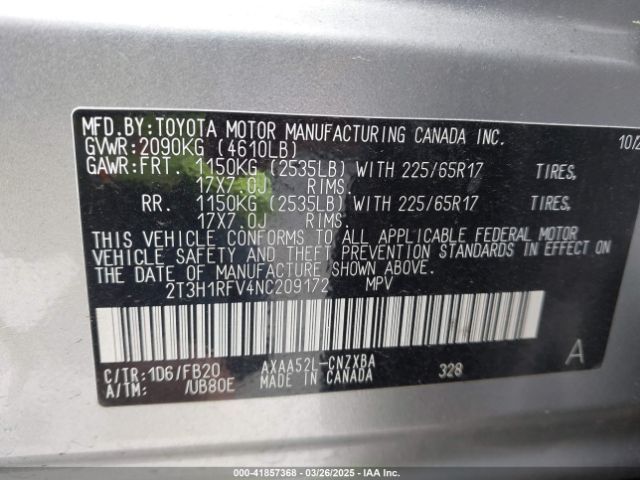 MFD.BY:TOYOTA MOTOR MANUFACTURING CANADA INC. 10/2
GVWR:2090KG (4610LB)
GAWR:FRT. 1150KG (2535LB) WITH 225/65R17 TIRES,
17X7.0J RIMS.
RR. 1150KG (2535LB) WITH 225/65R17 TIRES,
17X7.0J RIMS.
THIS VEHICLE CONFORMS TO ALL APPLICABLE FEDERAL MOTOR
VEHICLE SAFETY AND THEFT PREVENTION STANDARDS IN EFFECT ON
THE DATE OF MANUFACTURE SHOWN ABOVE.
2T3H1RFV4NC209172 MPV
C/TR:1D6/FB20 AXAA52L-CNZXBA 328 A
A/TM: /UB80E MADE IN CANADA
00-41857368 | 03/26/2025 | IAA Inc.